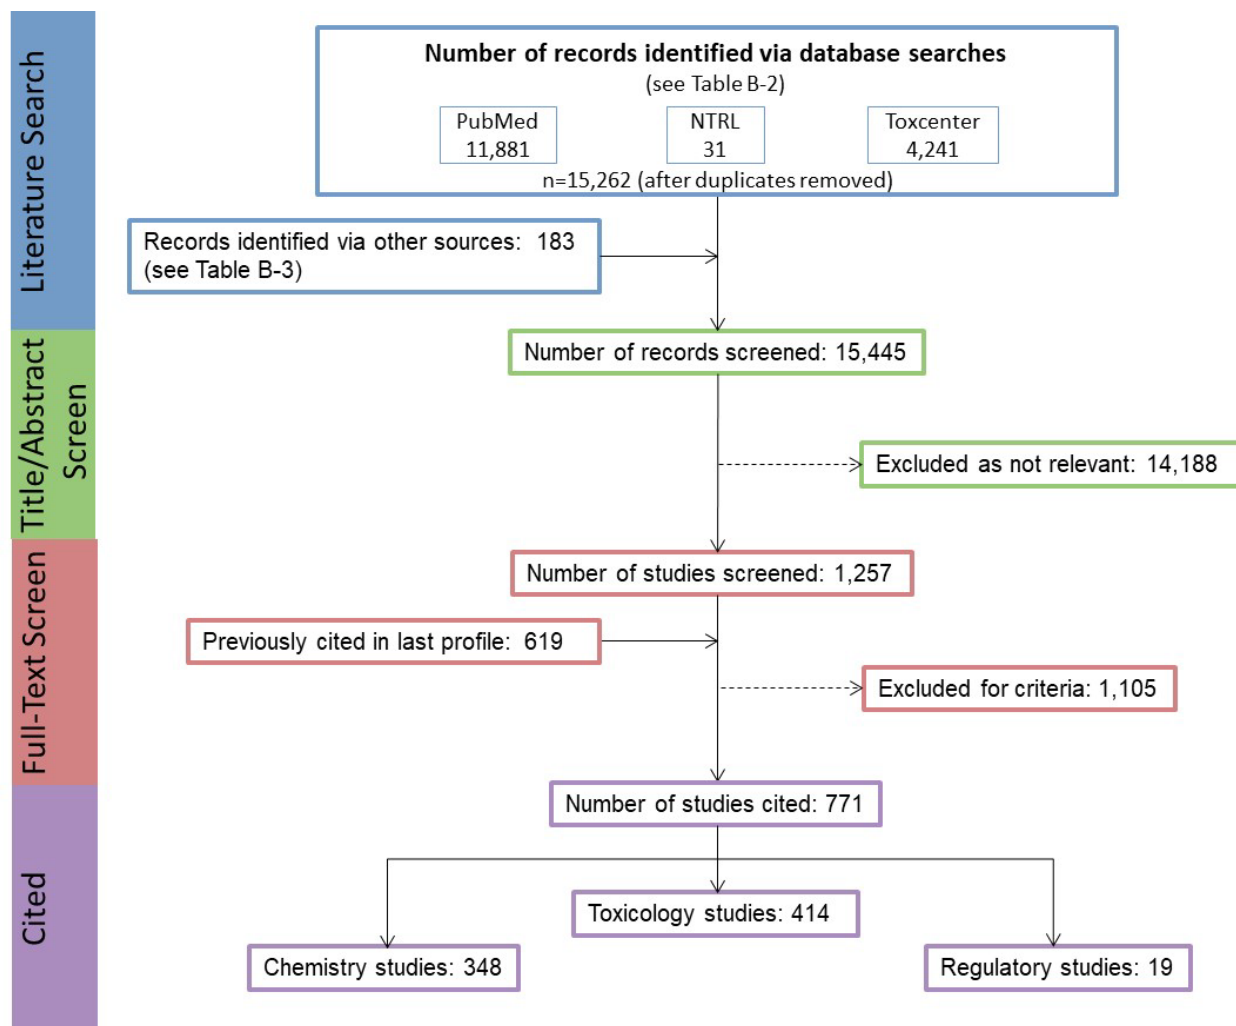 Literature Search
Number of records identified via database searches
(see Table B-2)
PubMed
11,881
NTRL
31
Toxcenter
4,241
n=15,262 (after duplicates removed)
Records identified via other sources: 183
(see Table B-3)
Title/Abstract
Screen
Number of records screened: 15,445
Excluded as not relevant: 14,188
Full-Text Screen
Number of studies screened: 1,257
Previously cited in last profile: 619
Excluded for criteria: 1,105
Cited
Number of studies cited: 771
Toxicology studies: 414
Chemistry studies: 348
Regulatory studies: 19